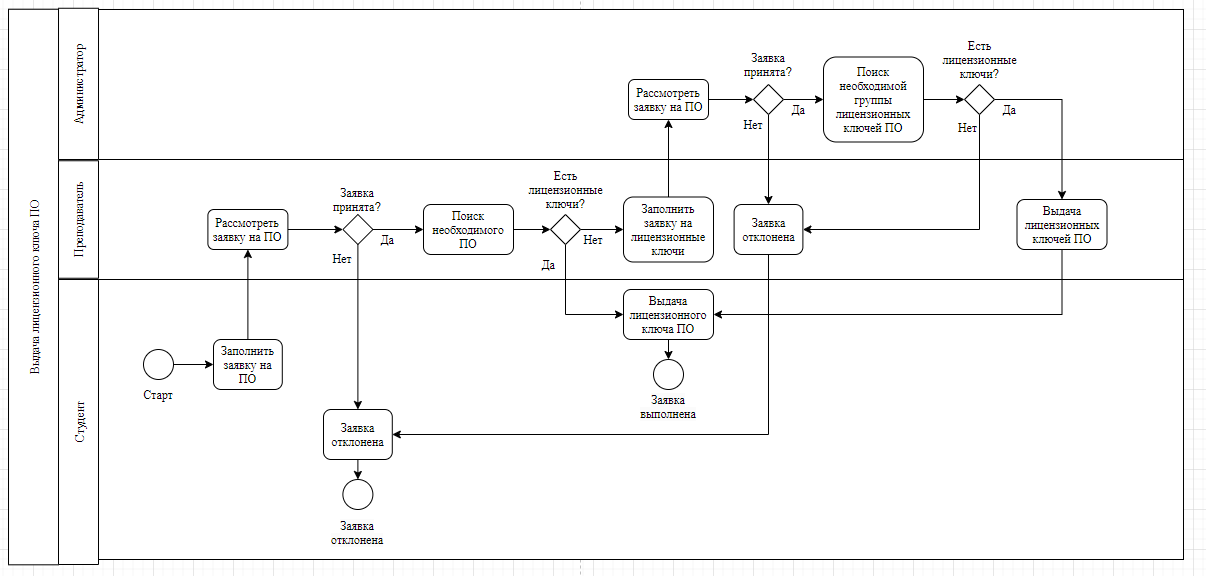 Выдача лицензионного ключа ПО
Администратор
Рассмотреть
заявку на ПО
Заявка
принята?
Да
Нет
Поиск
необходимой
группы
лицензионных
ключей ПО
Есть
лицензионные
ключи?
Да
Нет
Преподаватель
Рассмотреть
заявку на ПО
Заявка
принята?
Да
Нет
Поиск
необходимого
ПО
Есть
лицензионные
ключи?
Нет
Да
Заполнить
заявку на
лицензионные
ключи
Заявка
отклонена
Выдача
лицензионных
ключей ПО
Студент
Старт
Заполнить
заявку на
ПО
Заявка
отклонена
Заявка
отклонена
Выдача
лицензионного
ключа ПО
Заявка
выполнена